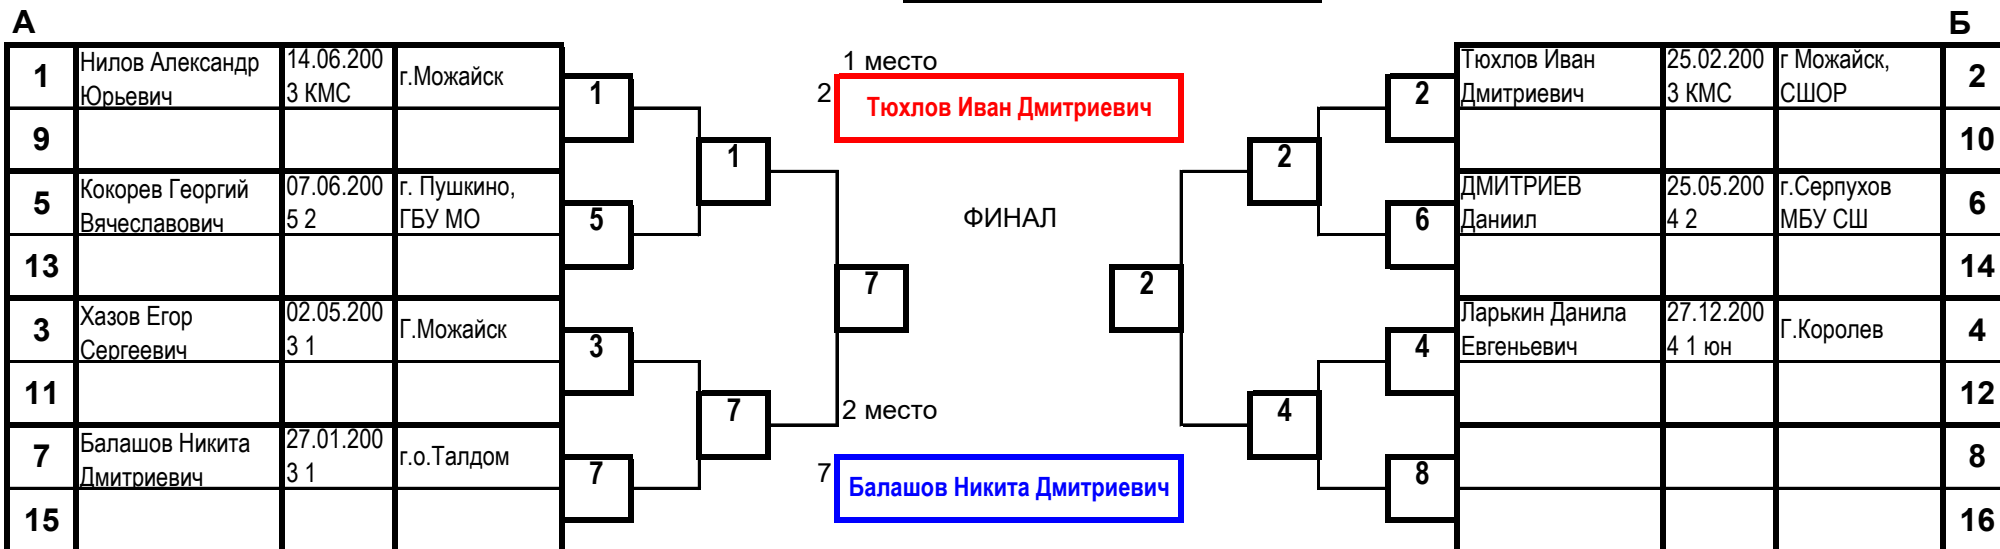 А
Б
1
Нилов Александр
Юрьевич
14.06.200
3 КМС
г.Можайск
9
5
Кокорев Георгий
Вячеславович
07.06.200
5 2
г. Пушкино,
ГБУ МО
13
3
Хазов Егор
Сергеевич
02.05.200
3 1
Г.Можайск
11
7
Балашов Никита
Дмитриевич
27.01.200
3 1
г.о.Талдом
15
1
5
3
7
1
7
7
1 место
2
Тюхлов Иван Дмитриевич
ФИНАЛ
2 место
7
Балашов Никита Дмитриевич
2
2
4
2
6
4
8
Тюхлов Иван
Дмитриевич
25.02.200
3 КМС
г Можайск,
СШОР
2
10
ДМИТРИЕВ
Даниил
25.05.200
4 2
г.Серпухов
МБУ СШ
6
14
Ларькин Данила
Евгеньевич
27.12.200
4 1 юн
Г.Королев
4
12
8
16